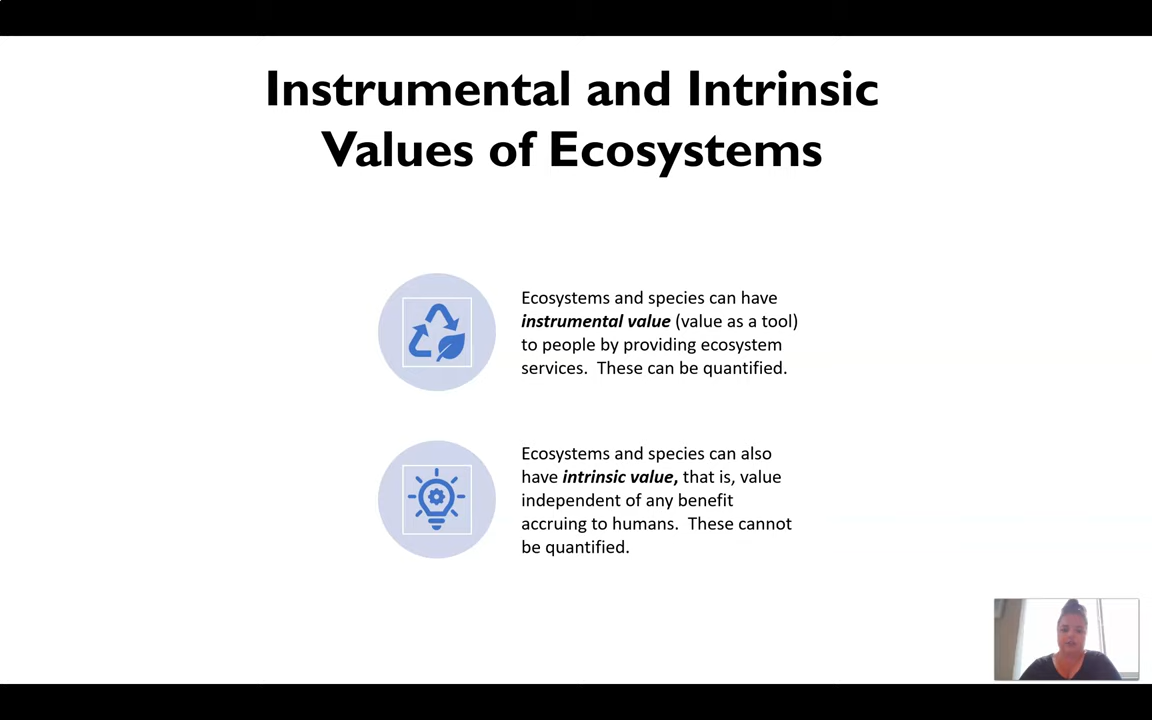 Instrumental and Intrinsic
Values of Ecosystems
Ecosystems and species can have
instrumental value (value as a tool)
to people by providing ecosystem
services.  These can be quantified.
Ecosystems and species can also
have intrinsic value, that is, value
independent of any benefit
accruing to humans.  These cannot
be quantified.